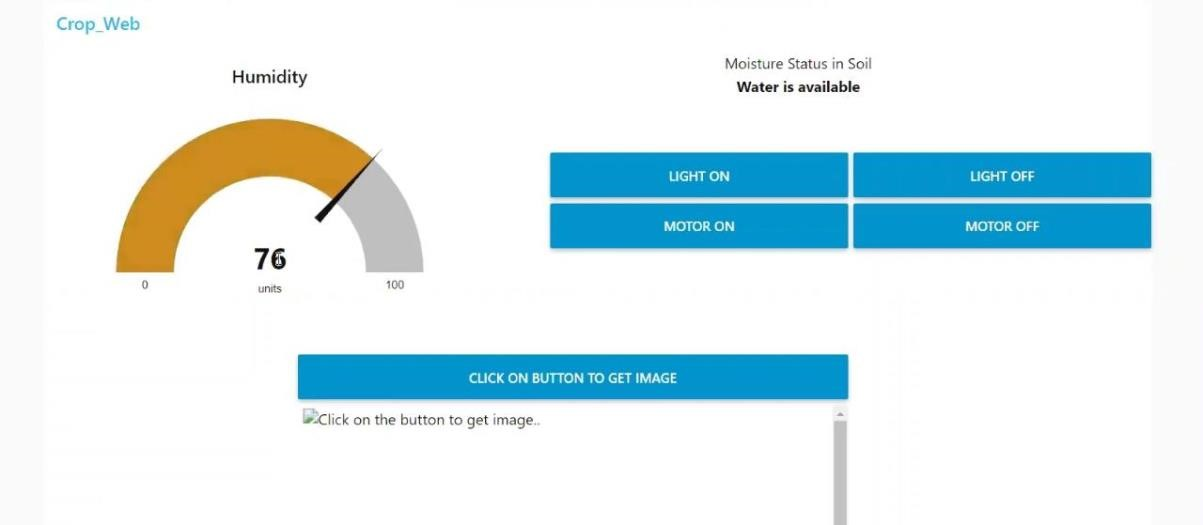 Crop_Web
Humidity
76
units
0
100
Moisture Status in Soil
Water is available
LIGHT ON
LIGHT OFF
MOTOR ON
MOTOR OFF
CLICK ON BUTTON TO GET IMAGE
Click on the button to get image..